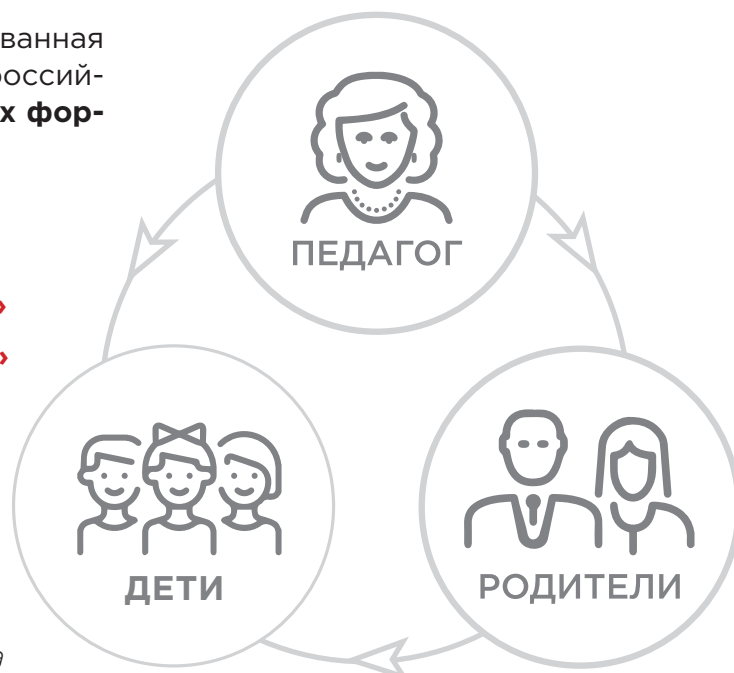 ванная
россий-
х фор-
ПЕДАГОГ
»
»
ДЕТИ
РОДИТЕЛИ